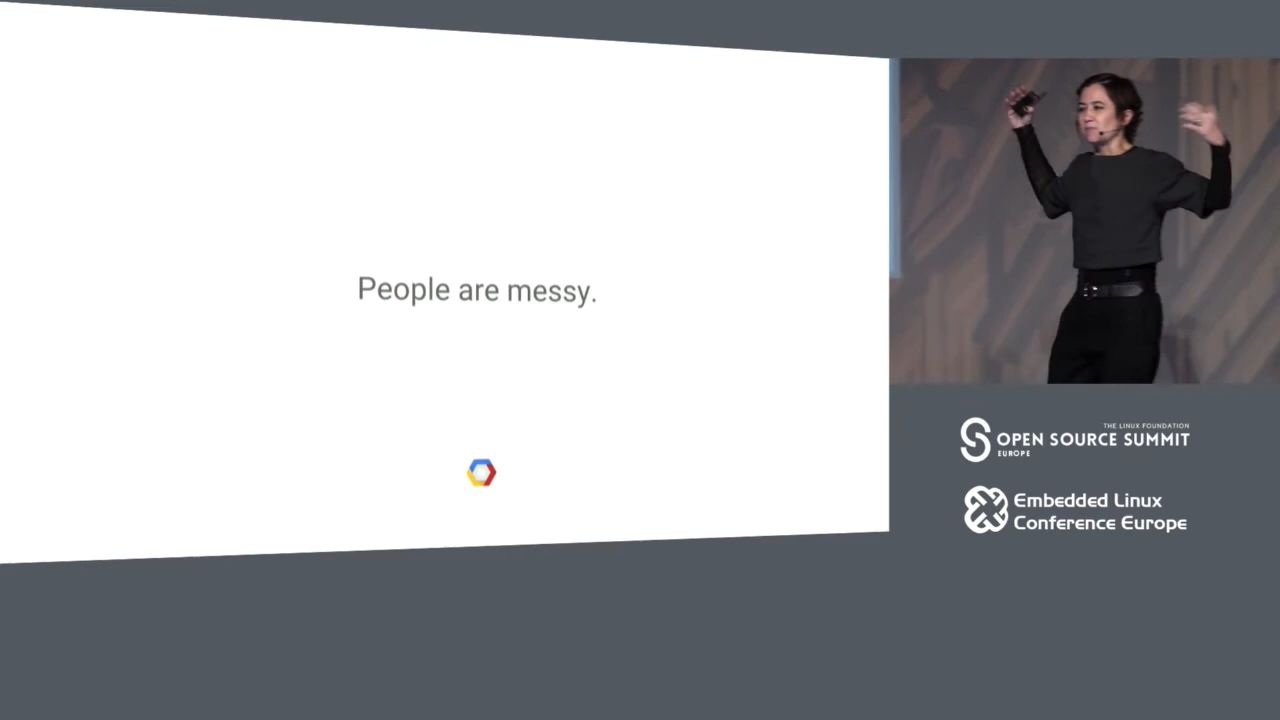 People are messy.
THE LINUX FOUNDATION
OPEN SOURCE SUMMIT
EUROPE
Embedded Linux
Conference Europe